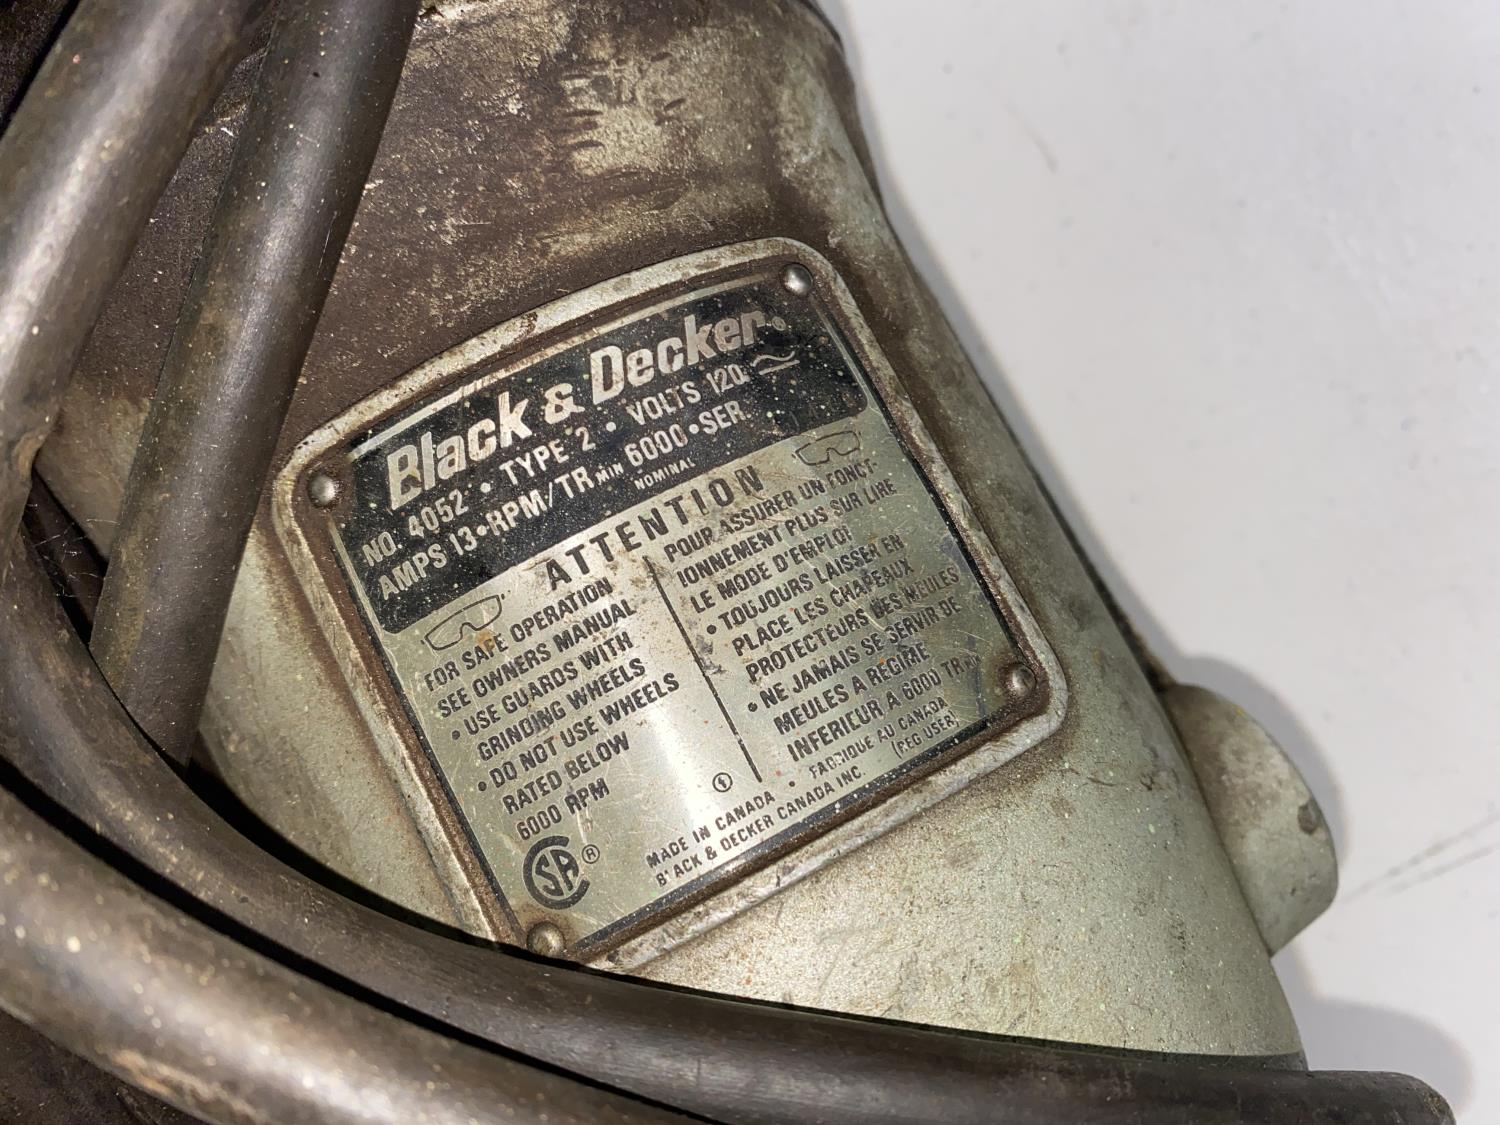 Black & Decker®
NO. 4052 • TYPE 2 • VOLTS 120 ⎓
AMPS 13 • RPM/TR MIN 6000 • SER.
NOMINAL
ATTENTION
FOR SAFE OPERATION
SEE OWNERS MANUAL
• USE GUARDS WITH
GRINDING WHEELS
• DO NOT USE WHEELS
RATED BELOW
6000 RPM
POUR ASSURER UN FONCT-
IONNEMENT PLUS SUR LIRE
LE MODE D'EMPLOI
• TOUJOURS LAISSER EN
PLACE LES CHAPEAUX
PROTECTEURS DES MEULES
• NE JAMAIS SE SERVIR DE
MEULES A REGIME
INFERIEUR A 6000 TR MIN
CSA®
MADE IN CANADA • FABRIQUE AU CANADA
BLACK & DECKER CANADA INC. (REG USER)